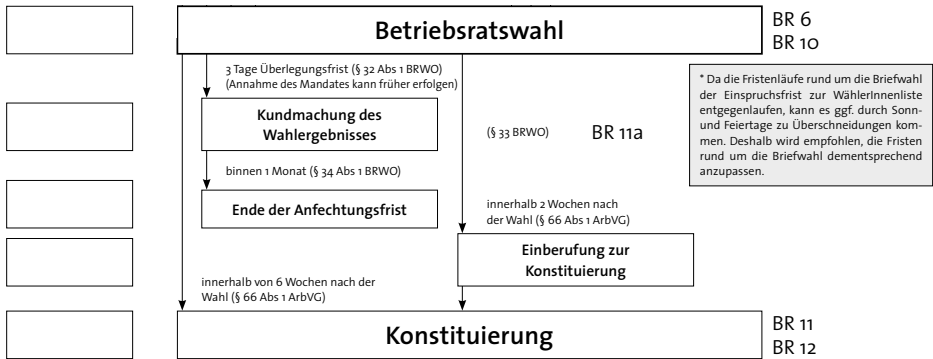 Betriebsratswahl
BR 6
BR 10
3 Tage Überlegungsfrist (§ 32 Abs 1 BRWO)
(Annahme des Mandates kann früher erfolgen)
Kundmachung des
Wahlergebnisses
(§ 33 BRWO)
BR 11a
* Da die Fristenläufe rund um die Briefwahl
der Einspruchsfrist zur WählerInnenliste
entgegenlaufen, kann es ggf. durch Sonn-
und Feiertage zu Überschneidungen kom-
men. Deshalb wird empfohlen, die Fristen
rund um die Briefwahl dementsprechend
anzupassen.
binnen 1 Monat (§ 34 Abs 1 BRWO)
Ende der Anfechtungsfrist
innerhalb 2 Wochen nach
der Wahl (§ 66 Abs 1 ArbVG)
Einberufung zur
Konstituierung
innerhalb von 6 Wochen nach der
Wahl (§ 66 Abs 1 ArbVG)
Konstituierung
BR 11
BR 12